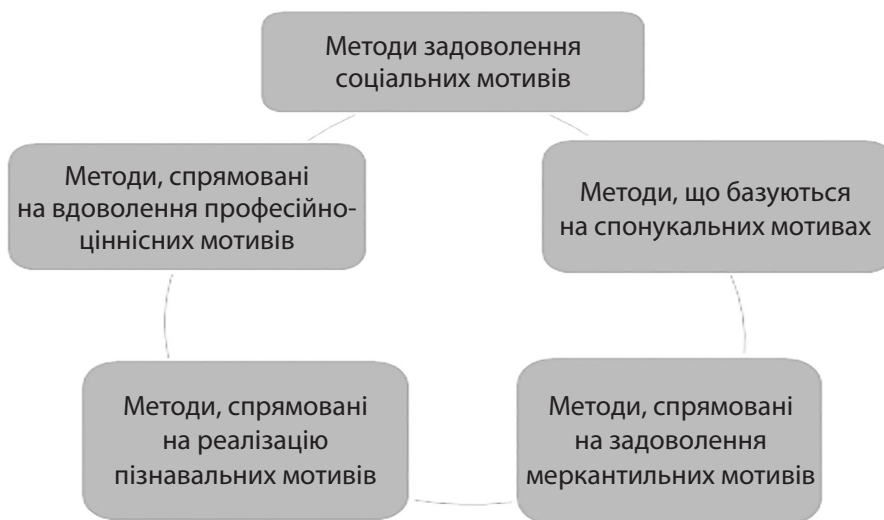 Методи задоволення
соціальних мотивів
Методи, спрямовані
на вдоволення професійно-
ціннісних мотивів
Методи, що базуються
на спонукальних мотивах
Методи, спрямовані
на реалізацію
пізнавальних мотивів
Методи, спрямовані
на задоволення
меркантильних мотивів